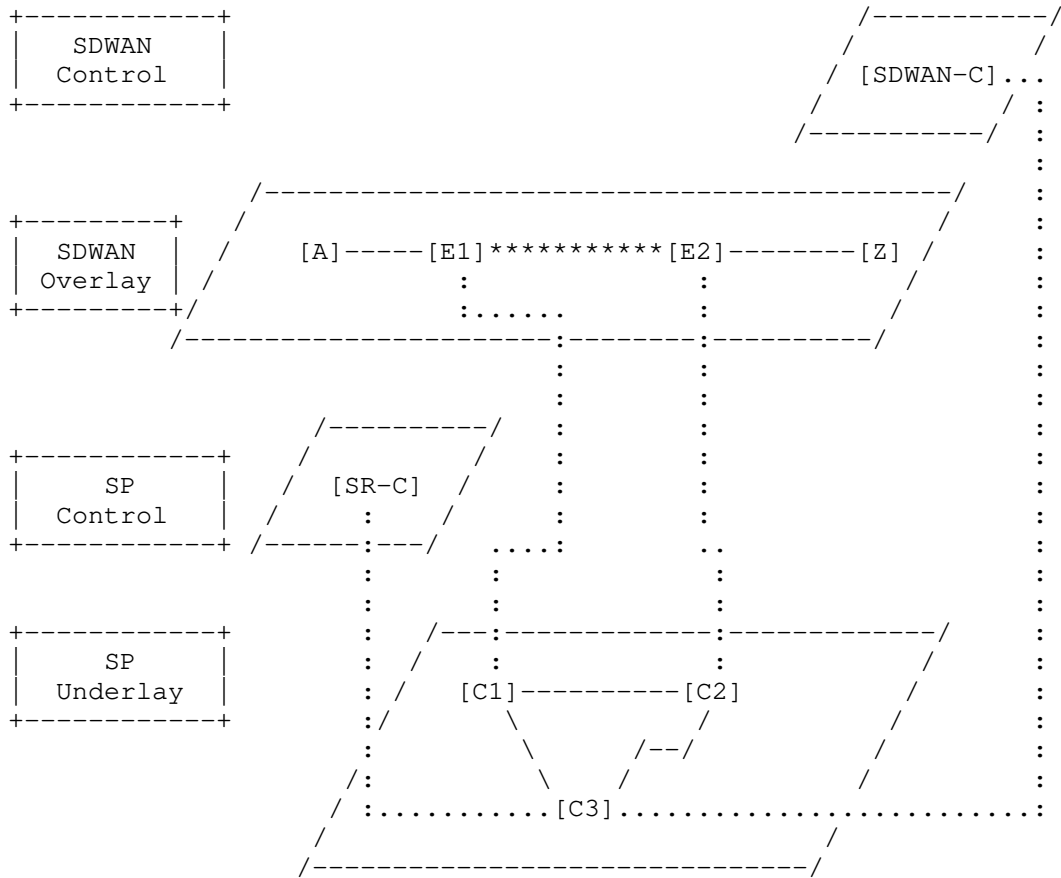 SDWAN
Control
[SDWAN-C]
SDWAN
Overlay
[A]-----[E1]***********[E2]--------[Z]
SP
Control
[SR-C]
SP
Underlay
[C1]----------[C2]
[C3]